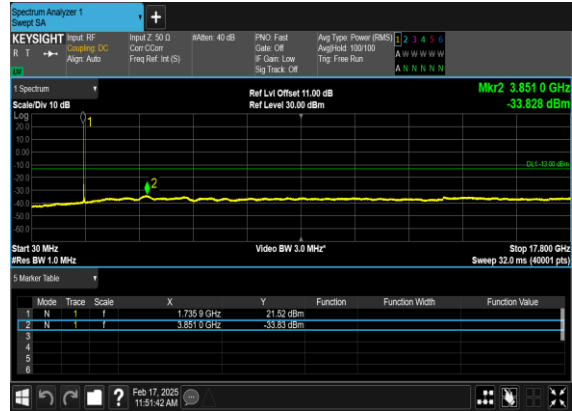 Spectrum Analyzer 1
Swept SA
+
KEYSIGHT Input: RF Input Z: 50 Ω #Atten: 40 dB PNO: Fast Avg Type: Power (RMS) 1 2 3 4 5 6
R T Coupling: DC Corr CCorr Gate: Off Avg|Hold: 100/100 A W W W W W
Align: Auto Freq Ref: Int (S) IF Gain: Low Trig: Free Run
Sig Track: Off A N N N N N
1 Spectrum Ref Lvl Offset 11.00 dB Mkr2 3.851 0 GHz
Scale/Div 10 dB Ref Level 30.00 dBm -33.828 dBm
Log
1
20.0
10.0
0.00
-10.0 DL1 -13.00 dBm
-20.0
-30.0 2
-40.0
-50.0
-60.0
Start 30 MHz Video BW 3.0 MHz* Stop 17.800 GHz
#Res BW 1.0 MHz Sweep 32.0 ms (40001 pts)
5 Marker Table
Mode Trace Scale X Y Function Function Width Function Value
1 N 1 f 1.735 9 GHz 21.52 dBm
2 N 1 f 3.851 0 GHz -33.83 dBm
3
4
5
6
? Feb 17, 2025
11:51:42 AM